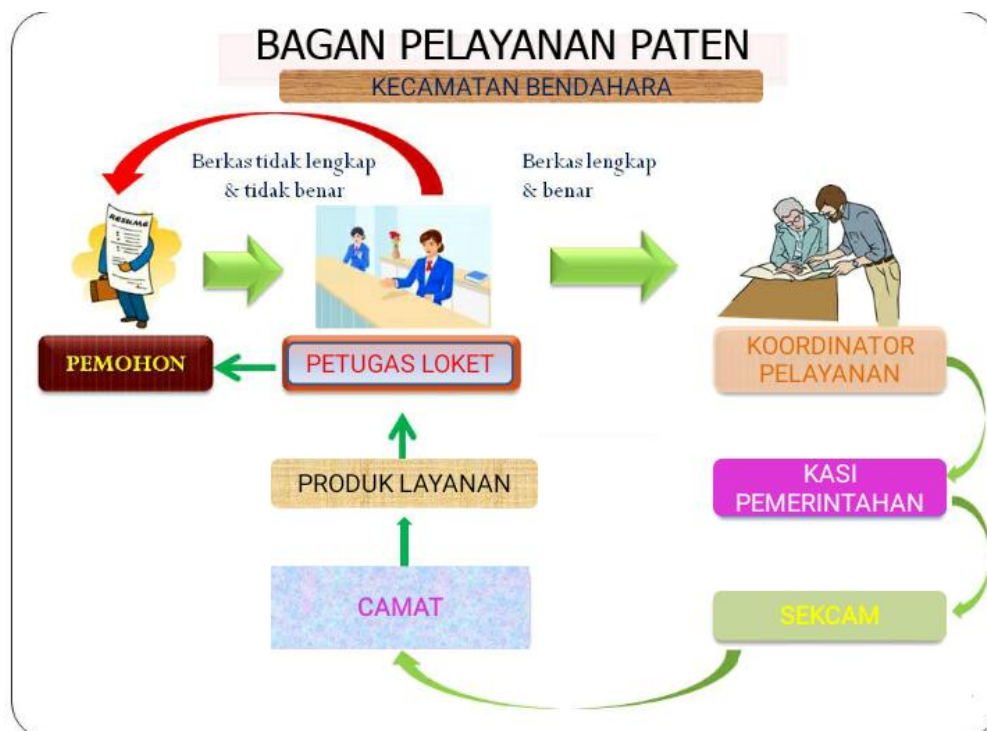 BAGAN PELAYANAN PATEN
KECAMATAN BENDAHARA
Berkas tidak lengkap
& tidak benar
Berkas lengkap
& benar
RESUME
PEMOHON
PETUGAS LOKET
KOORDINATOR
PELAYANAN
PRODUK LAYANAN
KASI
PEMERINTAHAN
CAMAT
SEKCAM